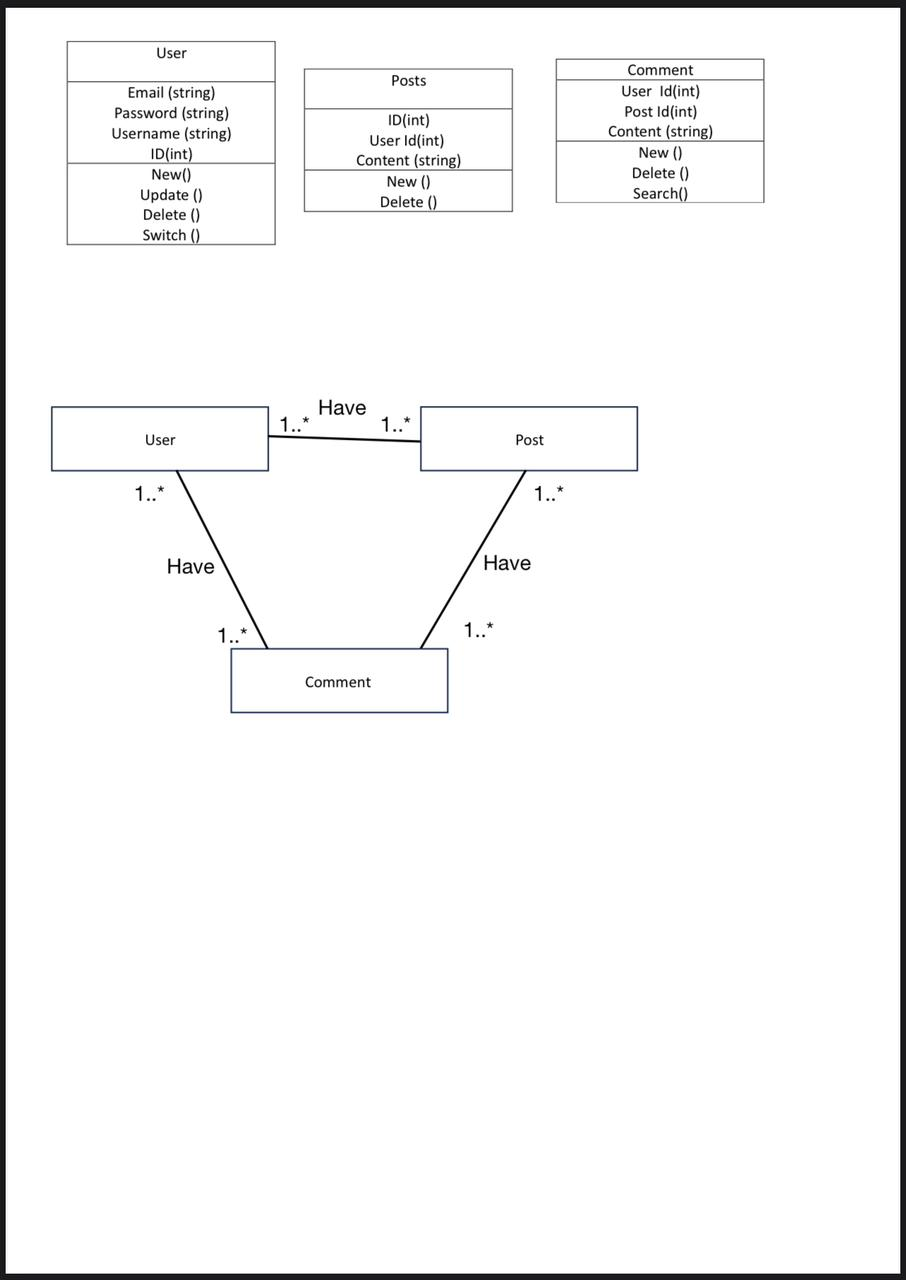 User
Email (string)
Password (string)
Username (string)
ID(int)
New()
Update ()
Delete ()
Switch ()
Posts
ID(int)
User Id(int)
Content (string)
New ()
Delete ()
Comment
User  Id(int)
Post Id(int)
Content (string)
New ()
Delete ()
Search()
Have
1..*
1..*
User
Post
1..*
1..*
Have
Have
1..*
1..*
Comment